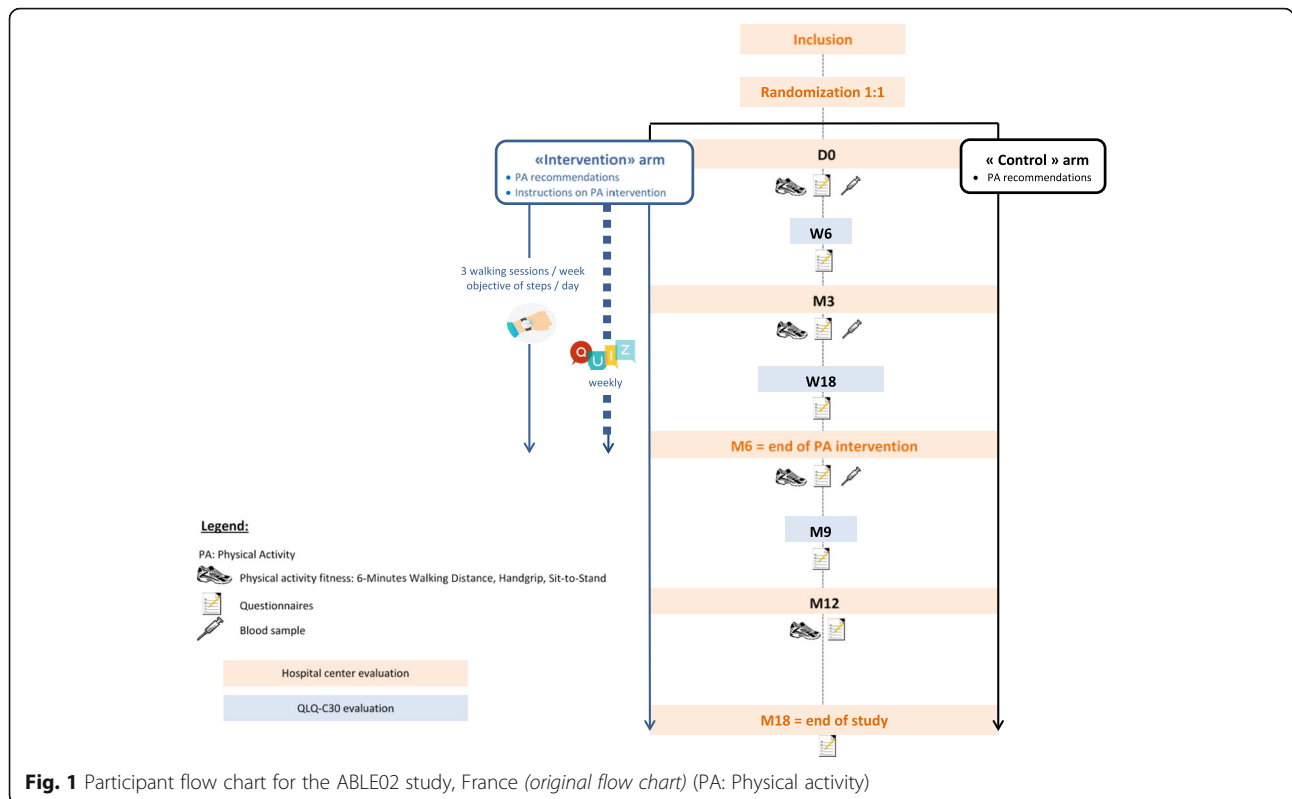 Inclusion
Randomization 1:1
«Intervention» arm
• PA recommendations
• Instructions on PA intervention
D0
« Control » arm
• PA recommendations
W6
3 walking sessions / week
objective of steps / day
M3
QUIZ
weekly
W18
M6 = end of PA intervention
M9
M12
M18 = end of study
Legend:
PA: Physical Activity
Physical activity fitness: 6-Minutes Walking Distance, Handgrip, Sit-to-Stand
Questionnaires
Blood sample
Hospital center evaluation
QLQ-C30 evaluation
Fig. 1 Participant flow chart for the ABLE02 study, France (original flow chart) (PA: Physical activity)